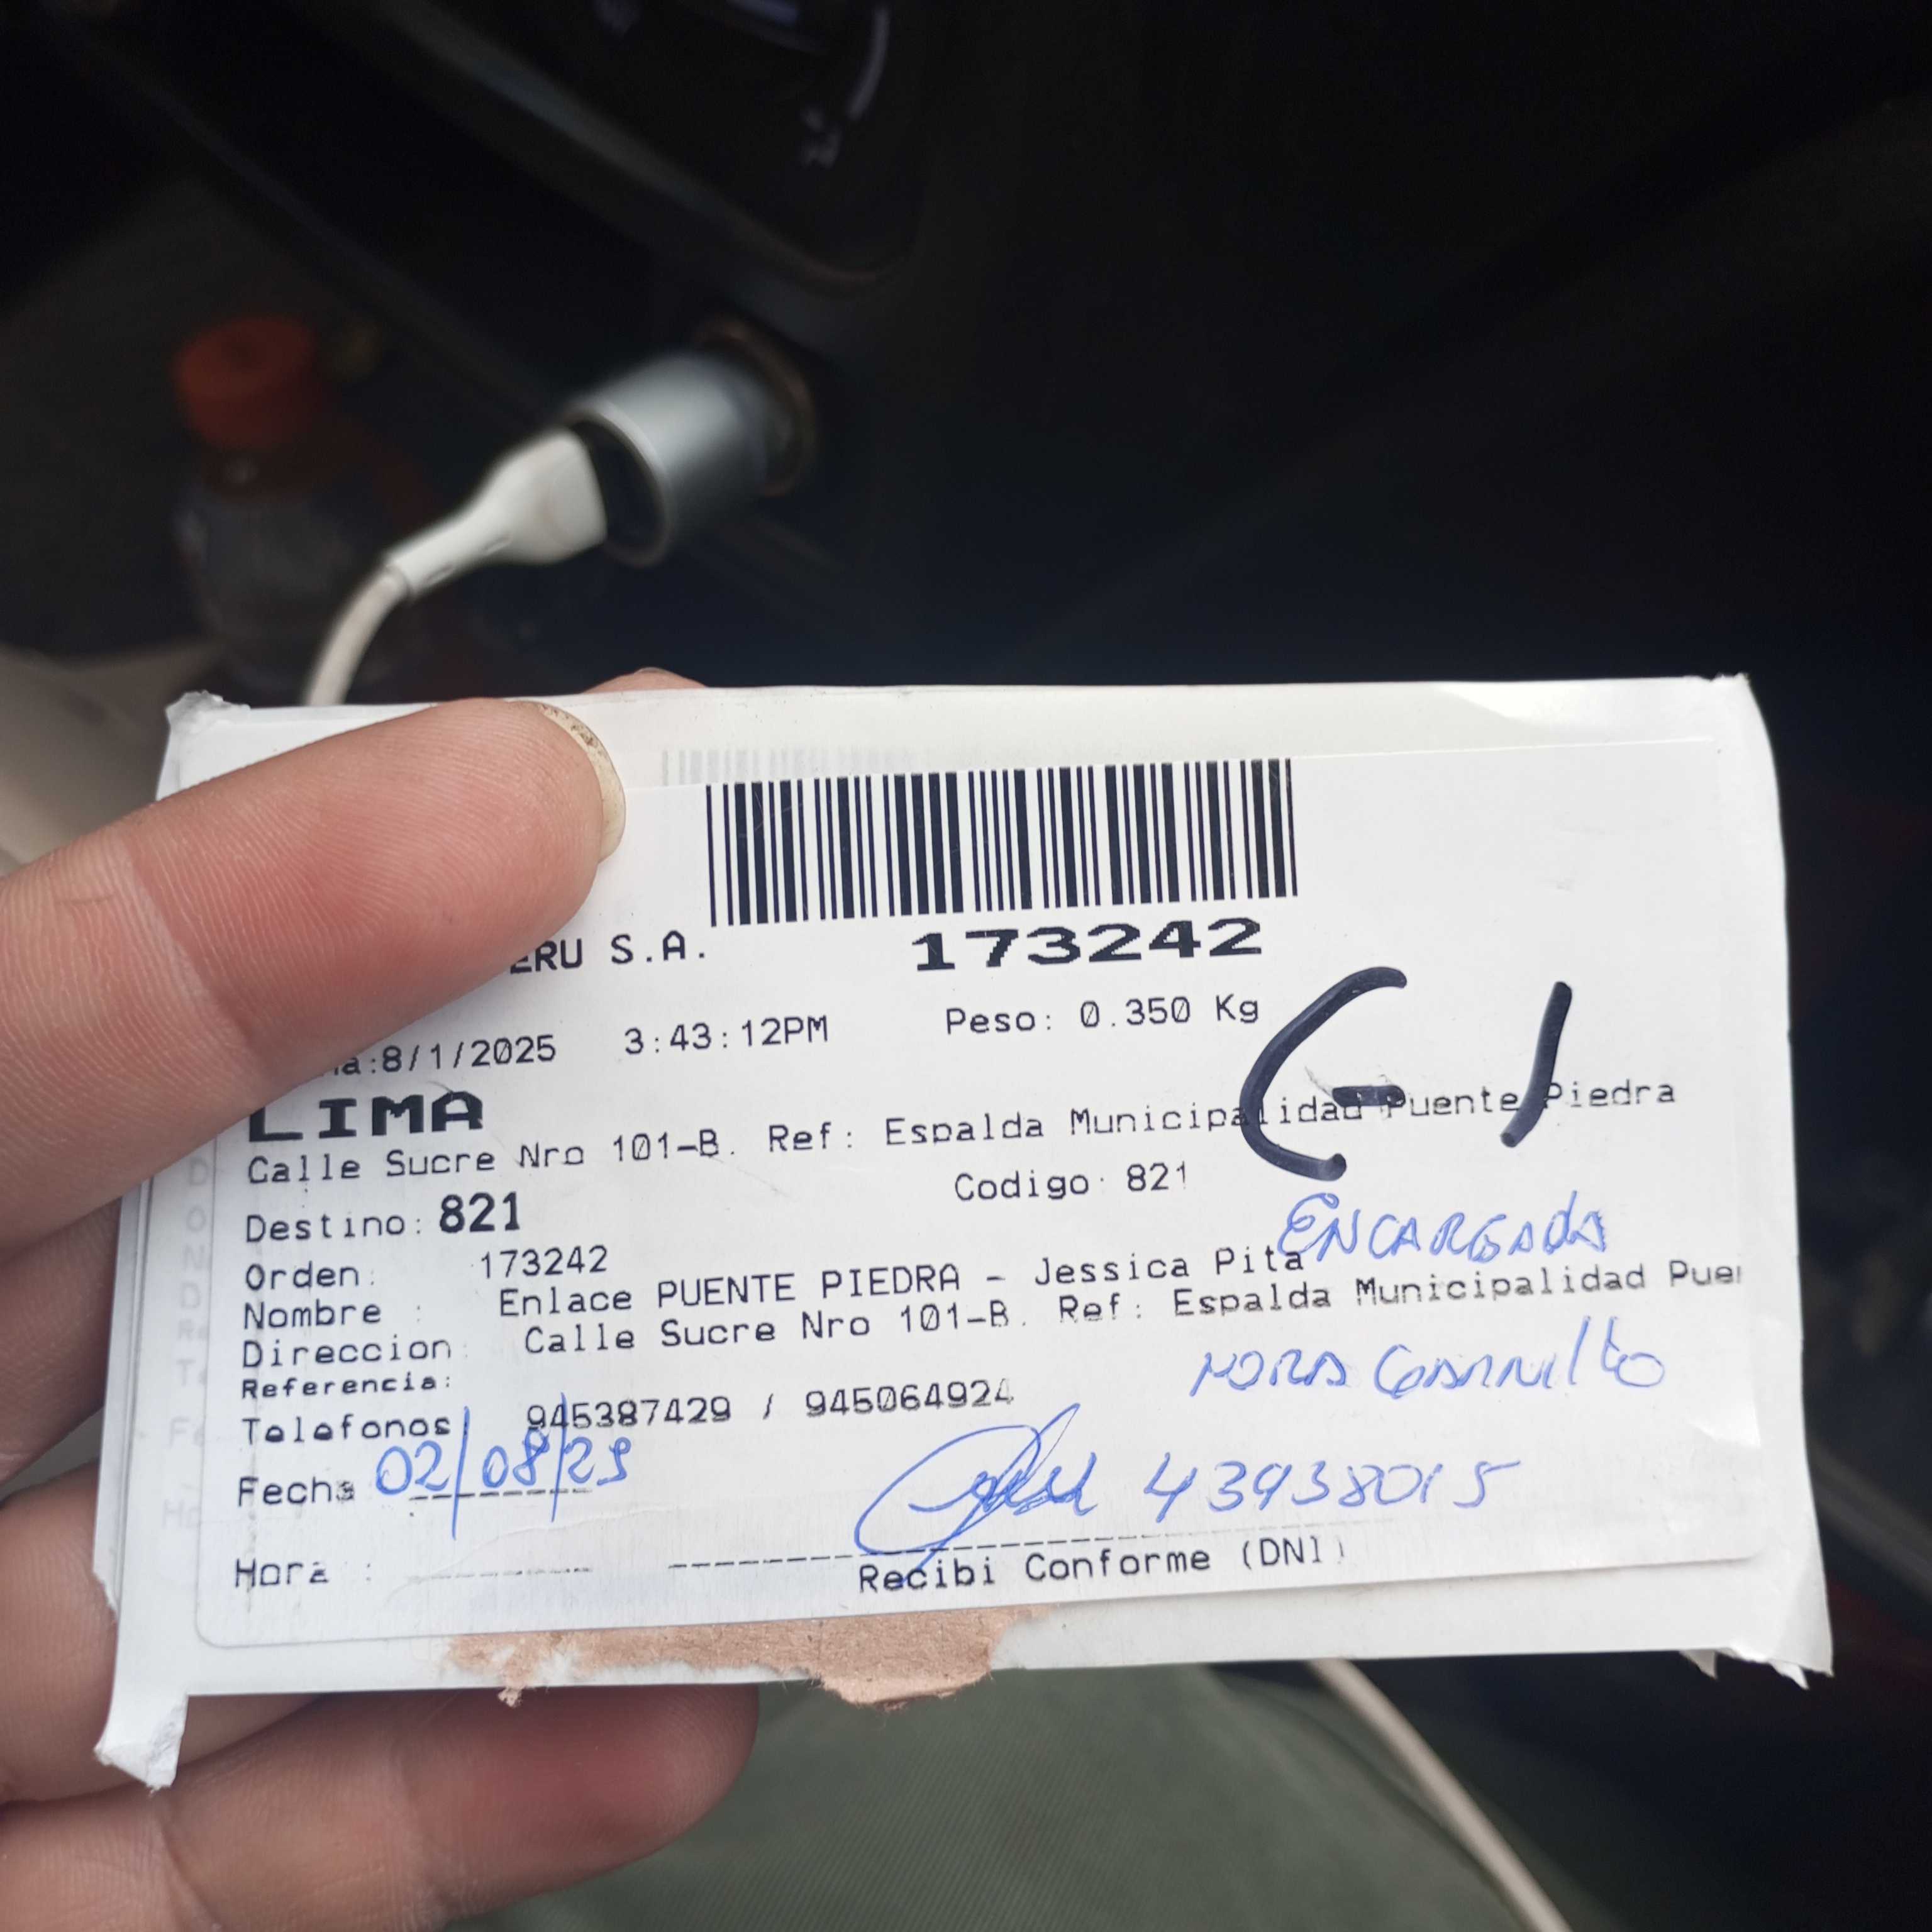 ERU S.A.
173242
a:8/1/2025 3:43:12PM Peso: 0.350 Kg
C-1
LIMA
Calle Sucre Nro 101-B. Ref: Espalda Municipalidad Puente Piedra
Destino: 821 Codigo: 821
ENCARGADA
Orden: 173242
Nombre : Enlace PUENTE PIEDRA - Jessica Pita
Direccion: Calle Sucre Nro 101-B. Ref: Espalda Municipalidad Puen
Referencia:
Telefonos: 945387429 / 945064924
Fecha 02/08/25
43938015
Hora :
Recibi Conforme (DNI)